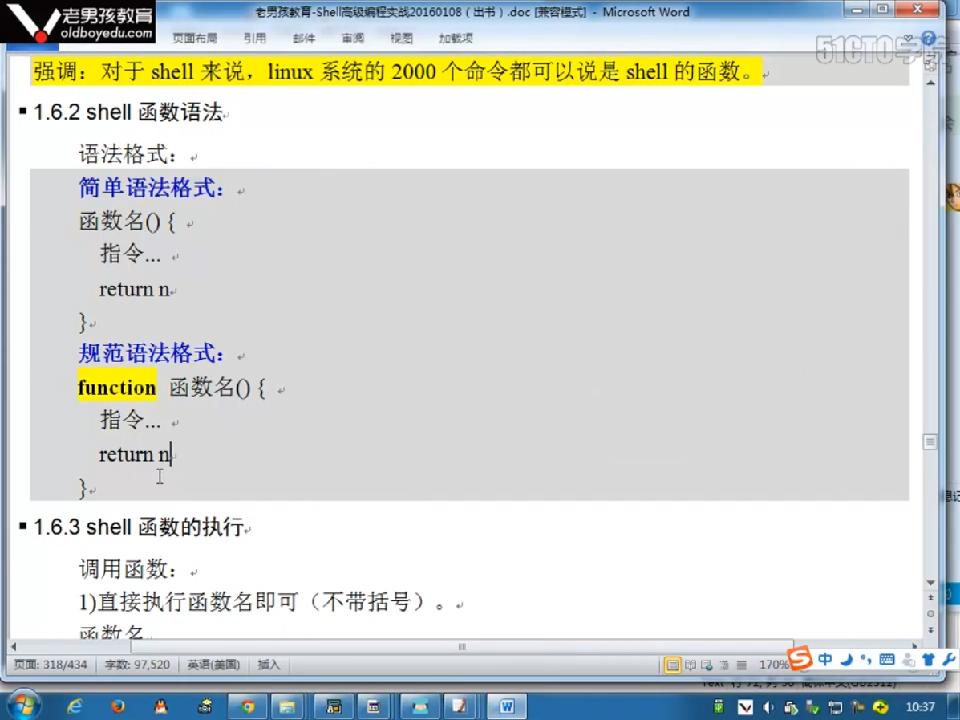 老男孩教育
oldboyedu.com
老男孩教育-Shell高级编程实战20160108（出书）.doc [兼容模式] - Microsoft Word
51CTO学院
页面布局 引用 邮件 审阅 视图 加载项
强调：对于 shell 来说，linux 系统的 2000 个命令都可以说是 shell 的函数。
1.6.2 shell 函数语法
语法格式：
简单语法格式：
函数名() {
指令...
return n
}
规范语法格式：
function 函数名() {
指令...
return n
}
1.6.3 shell 函数的执行
调用函数：
1)直接执行函数名即可（不带括号）。
函数名
页面: 318/434 字数: 97,520 英语(美国) 插入 170%
中
10:37